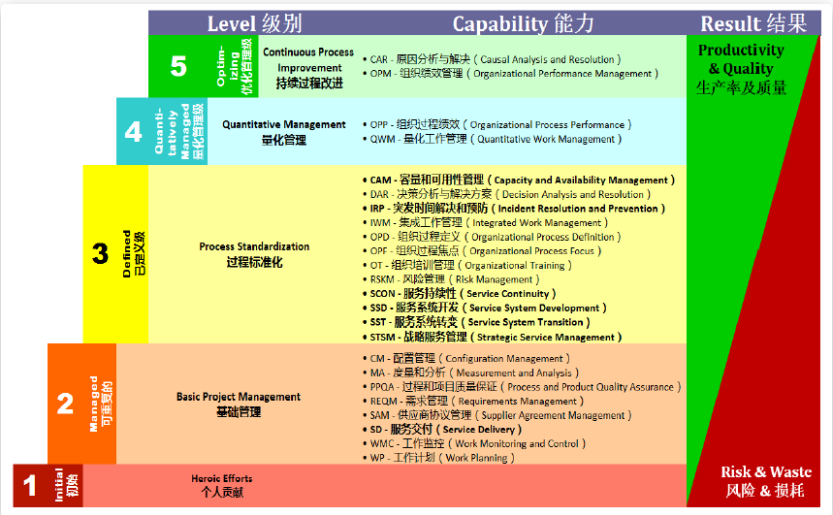 Level 级别 Capability 能力 Result 结果
5
Optim-
izing
优化管理级
Continuous Process
Improvement
持续过程改进
• CAR - 原因分析与解决（Causal Analysis and Resolution）
• OPM - 组织绩效管理（Organizational Performance Management）
Productivity
& Quality
生产率及质量
4
Quanti-
tatively
Managed
量化管理级
Quantitative Management
量化管理
• OPP - 组织过程绩效（Organizational Process Performance）
• QWM - 量化工作管理（Quantitative Work Management）
3
Defined
已定义级
Process Standardization
过程标准化
• CAM - 容量和可用性管理（Capacity and Availability Management）
• DAR - 决策分析与解决方案（Decision Analysis and Resolution）
• IRP - 突发时间解决和预防（Incident Resolution and Prevention）
• IWM - 集成工作管理（Integrated Work Management）
• OPD - 组织过程定义（Organizational Process Definition）
• OPF - 组织过程焦点（Organizational Process Focus）
• OT - 组织培训管理（Organizational Training）
• RSKM - 风险管理（Risk Management）
• SCON - 服务持续性（Service Continuity）
• SSD - 服务系统开发（Service System Development）
• SST - 服务系统转变（Service System Transition）
• STSM - 战略服务管理（Strategic Service Management）
2
Managed
可重复的
Basic Project Management
基础管理
• CM - 配置管理（Configuration Management）
• MA - 度量和分析（Measurement and Analysis）
• PPQA - 过程和项目质量保证（Process and Product Quality Assurance）
• REQM - 需求管理（Requirements Management）
• SAM - 供应商协议管理（Supplier Agreement Management）
• SD - 服务交付（Service Delivery）
• WMC - 工作监控（Work Monitoring and Control）
• WP - 工作计划（Work Planning）
1
Initial
初始
Heroic Efforts
个人贡献
Risk & Waste
风险 & 损耗